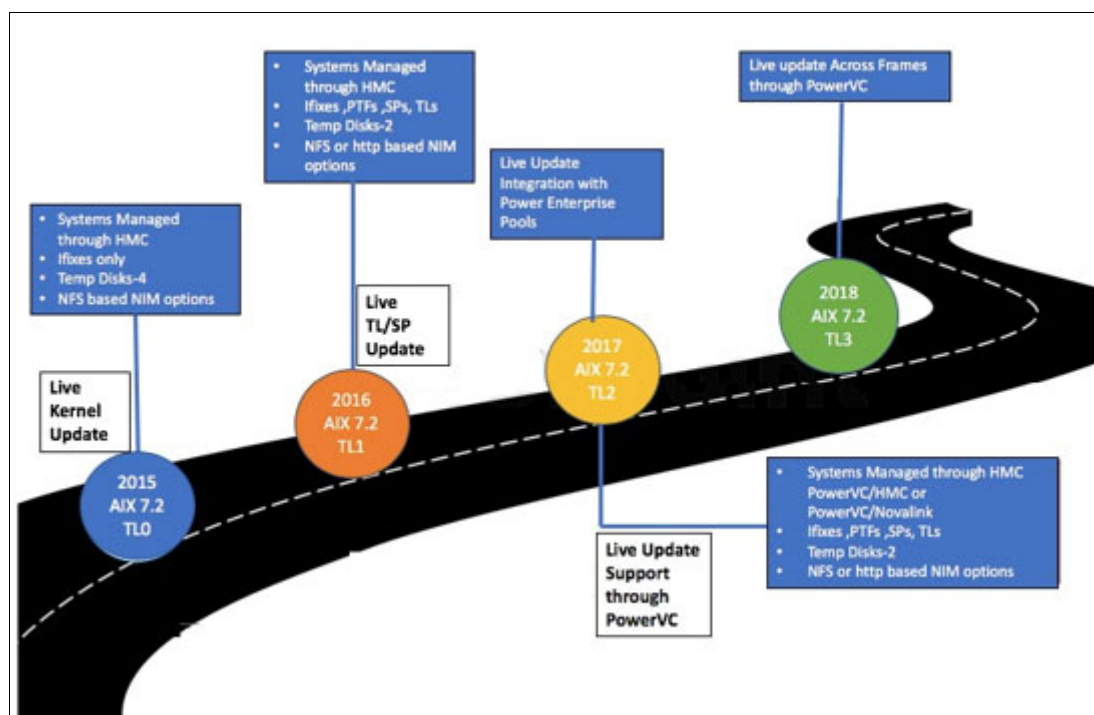 • Systems Managed
through HMC
• Ifixes only
• Temp Disks-4
• NFS based NIM options
Live
Kernel
Update
2015
AIX 7.2
TL0
• Systems Managed
through HMC
• Ifixes ,PTFs ,SPs, TLs
• Temp Disks-2
• NFS or http based NIM
options
Live
TL/SP
Update
2016
AIX 7.2
TL1
Live Update
Integration with
Power Enterprise
Pools
2017
AIX 7.2
TL2
Live Update
Support
through
PowerVC
• Systems Managed through HMC
PowerVC/HMC or
PowerVC/Novalink
• Ifixes ,PTFs ,SPs, TLs
• Temp Disks-2
• NFS or http based NIM options
Live update Across Frames
through PowerVC
2018
AIX 7.2
TL3